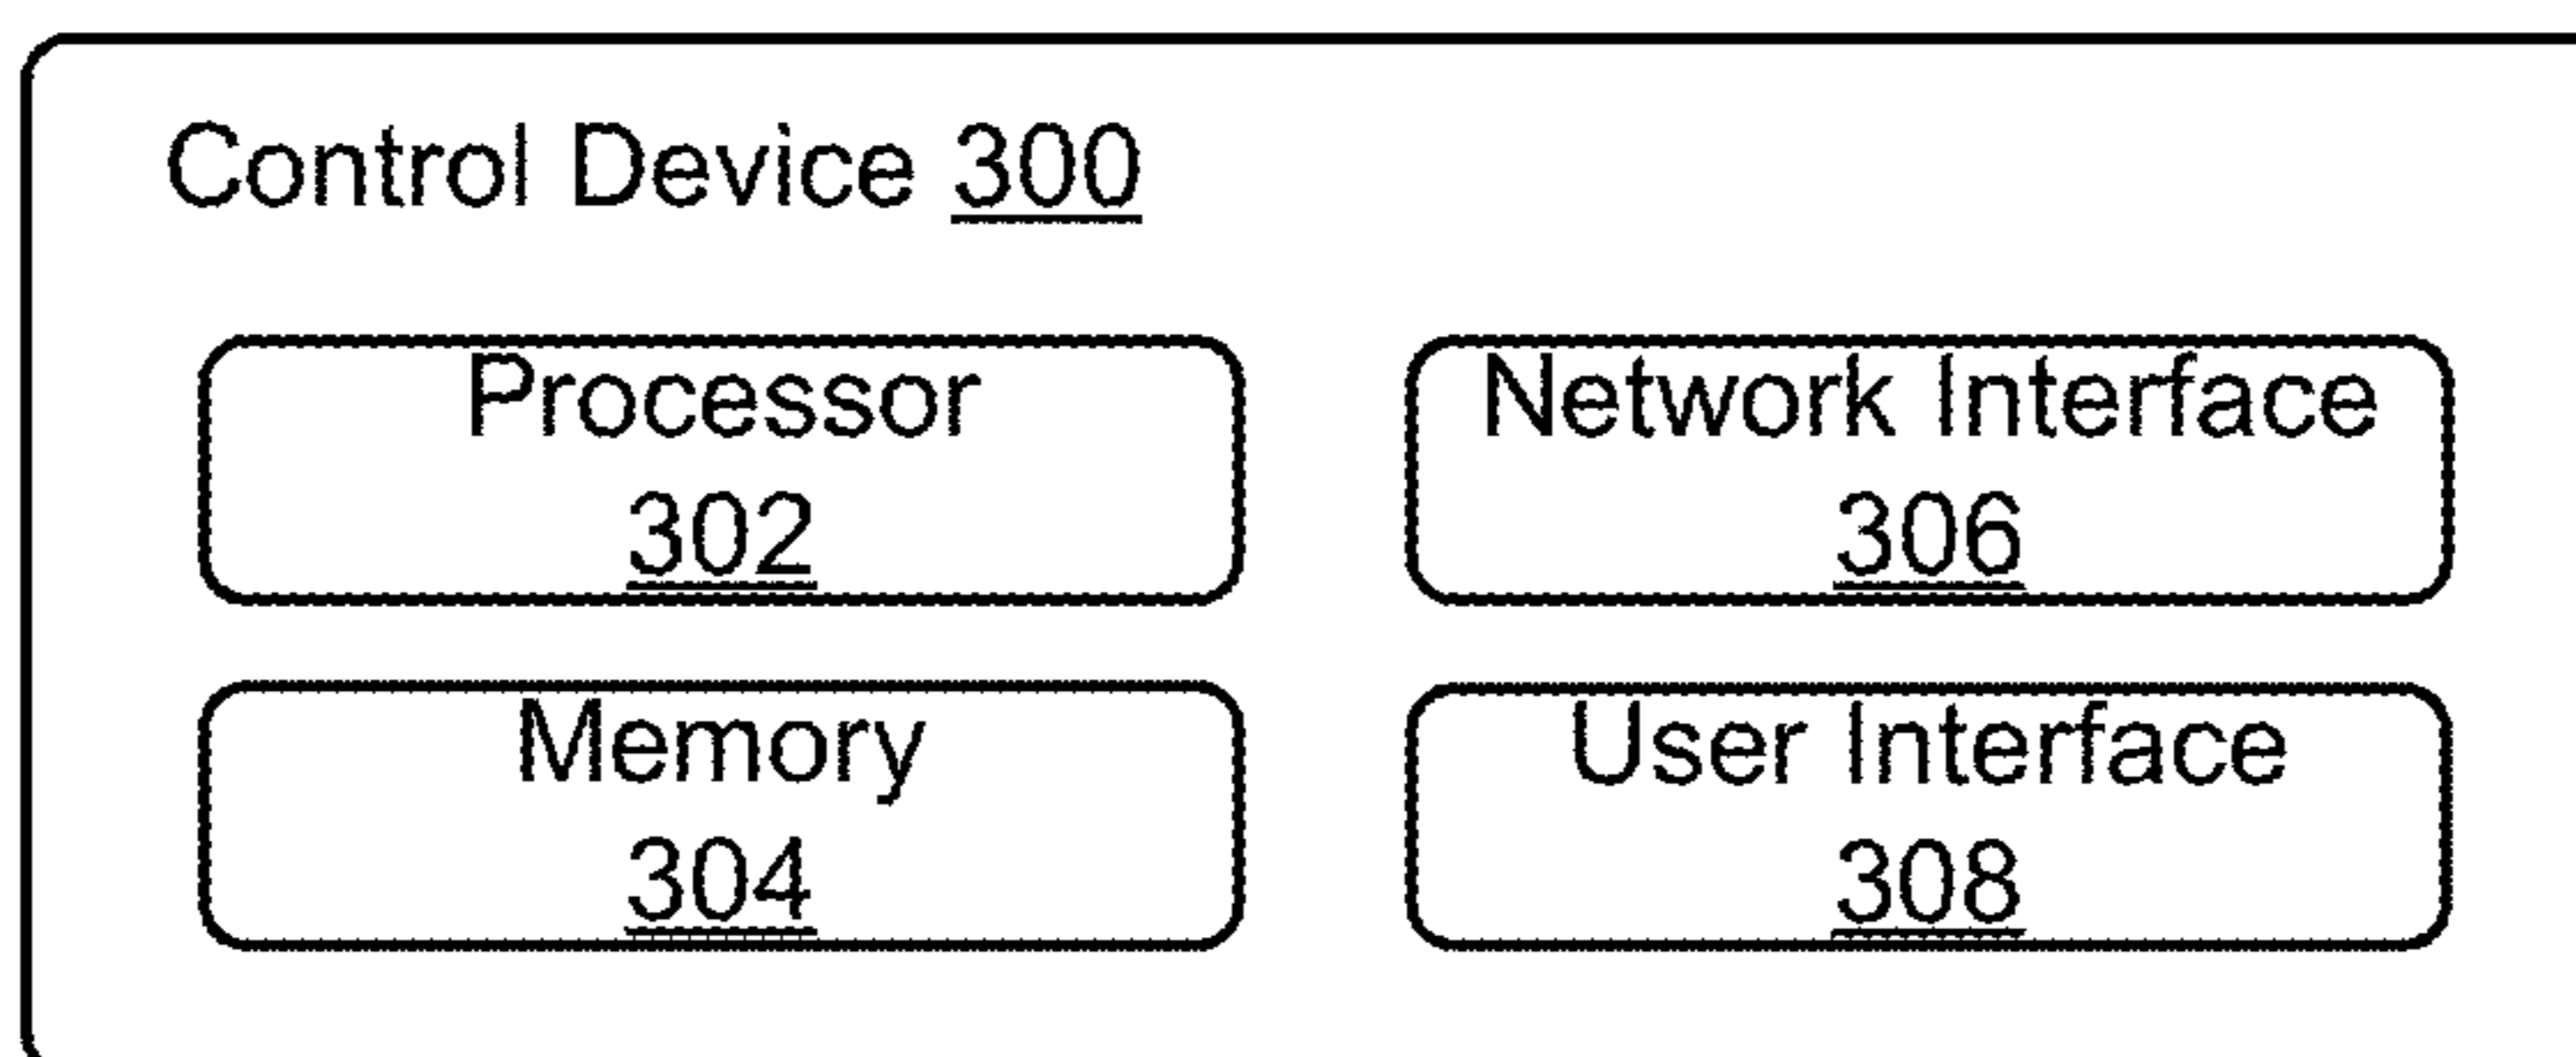 Control Device 300
Processor
302
Network Interface
306
Memory
304
User Interface
308